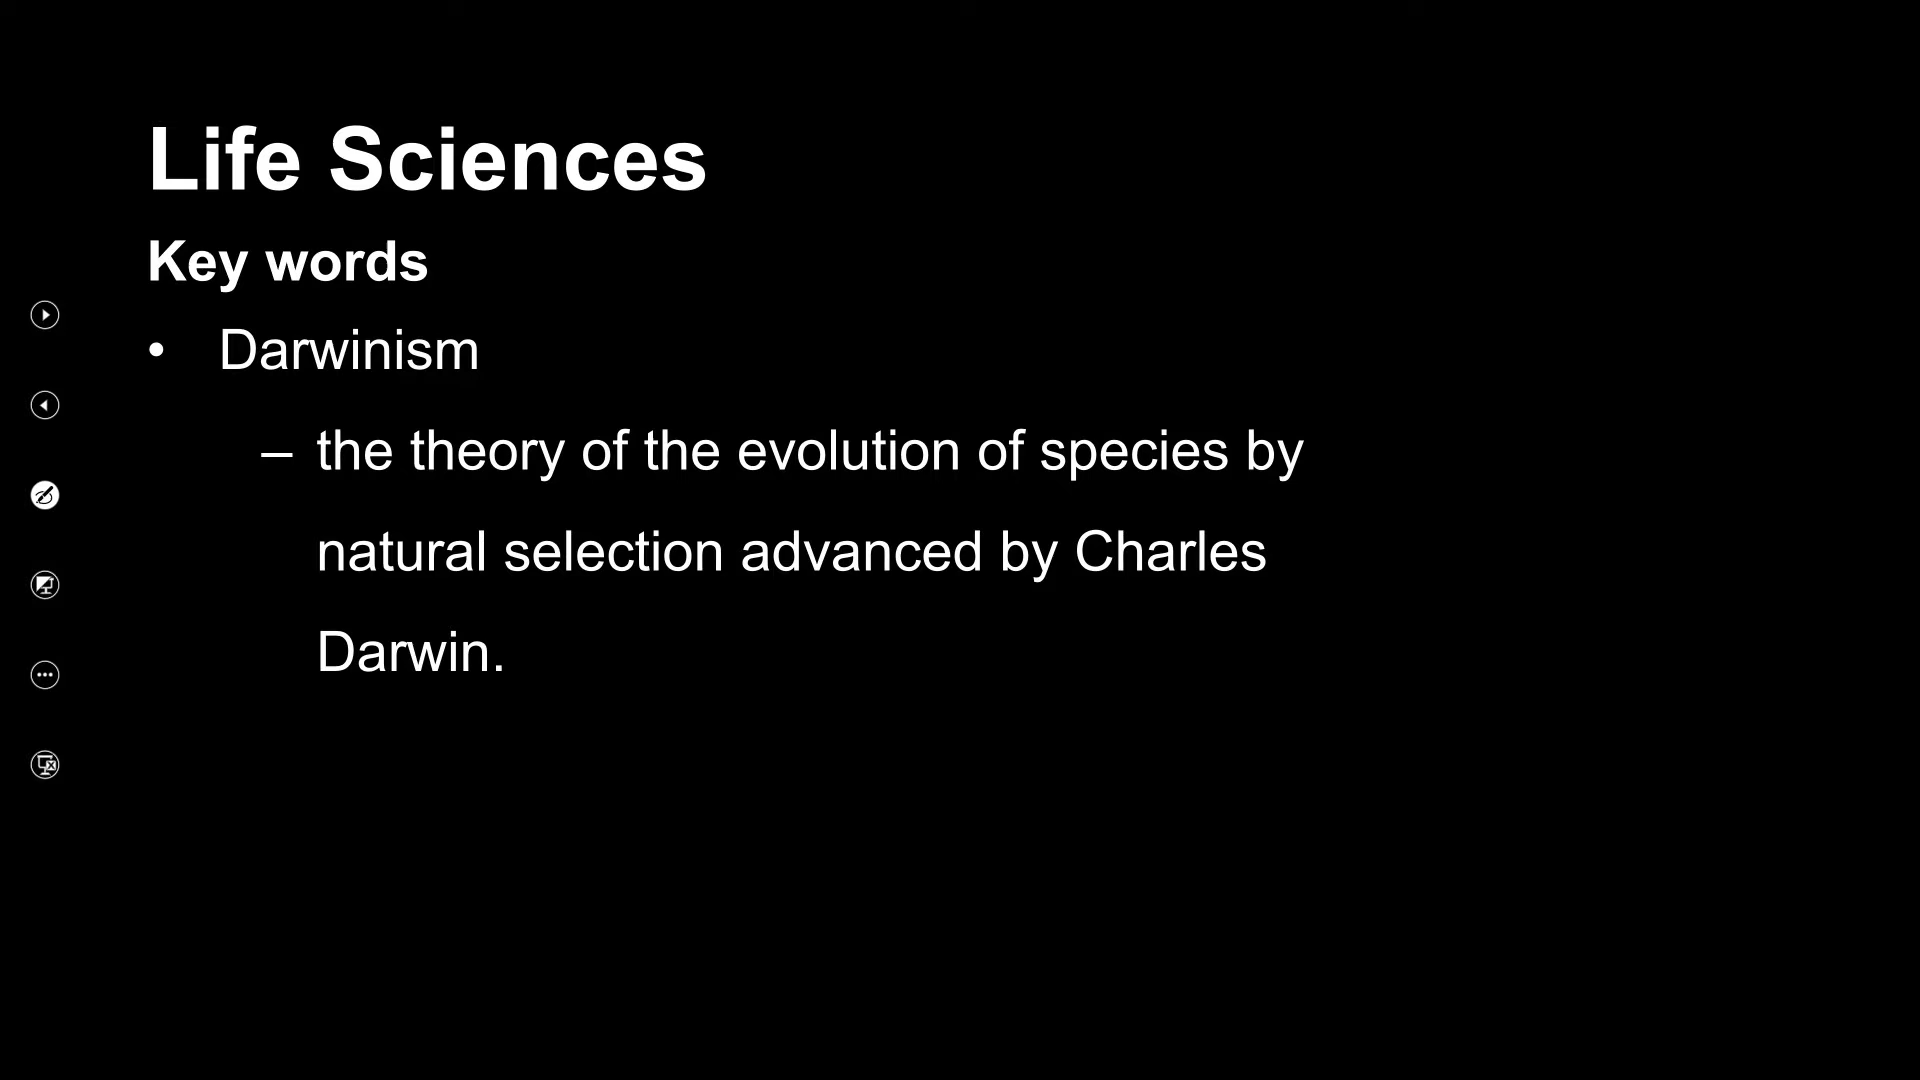 Life Sciences
Key words
• Darwinism
– the theory of the evolution of species by
natural selection advanced by Charles
Darwin.